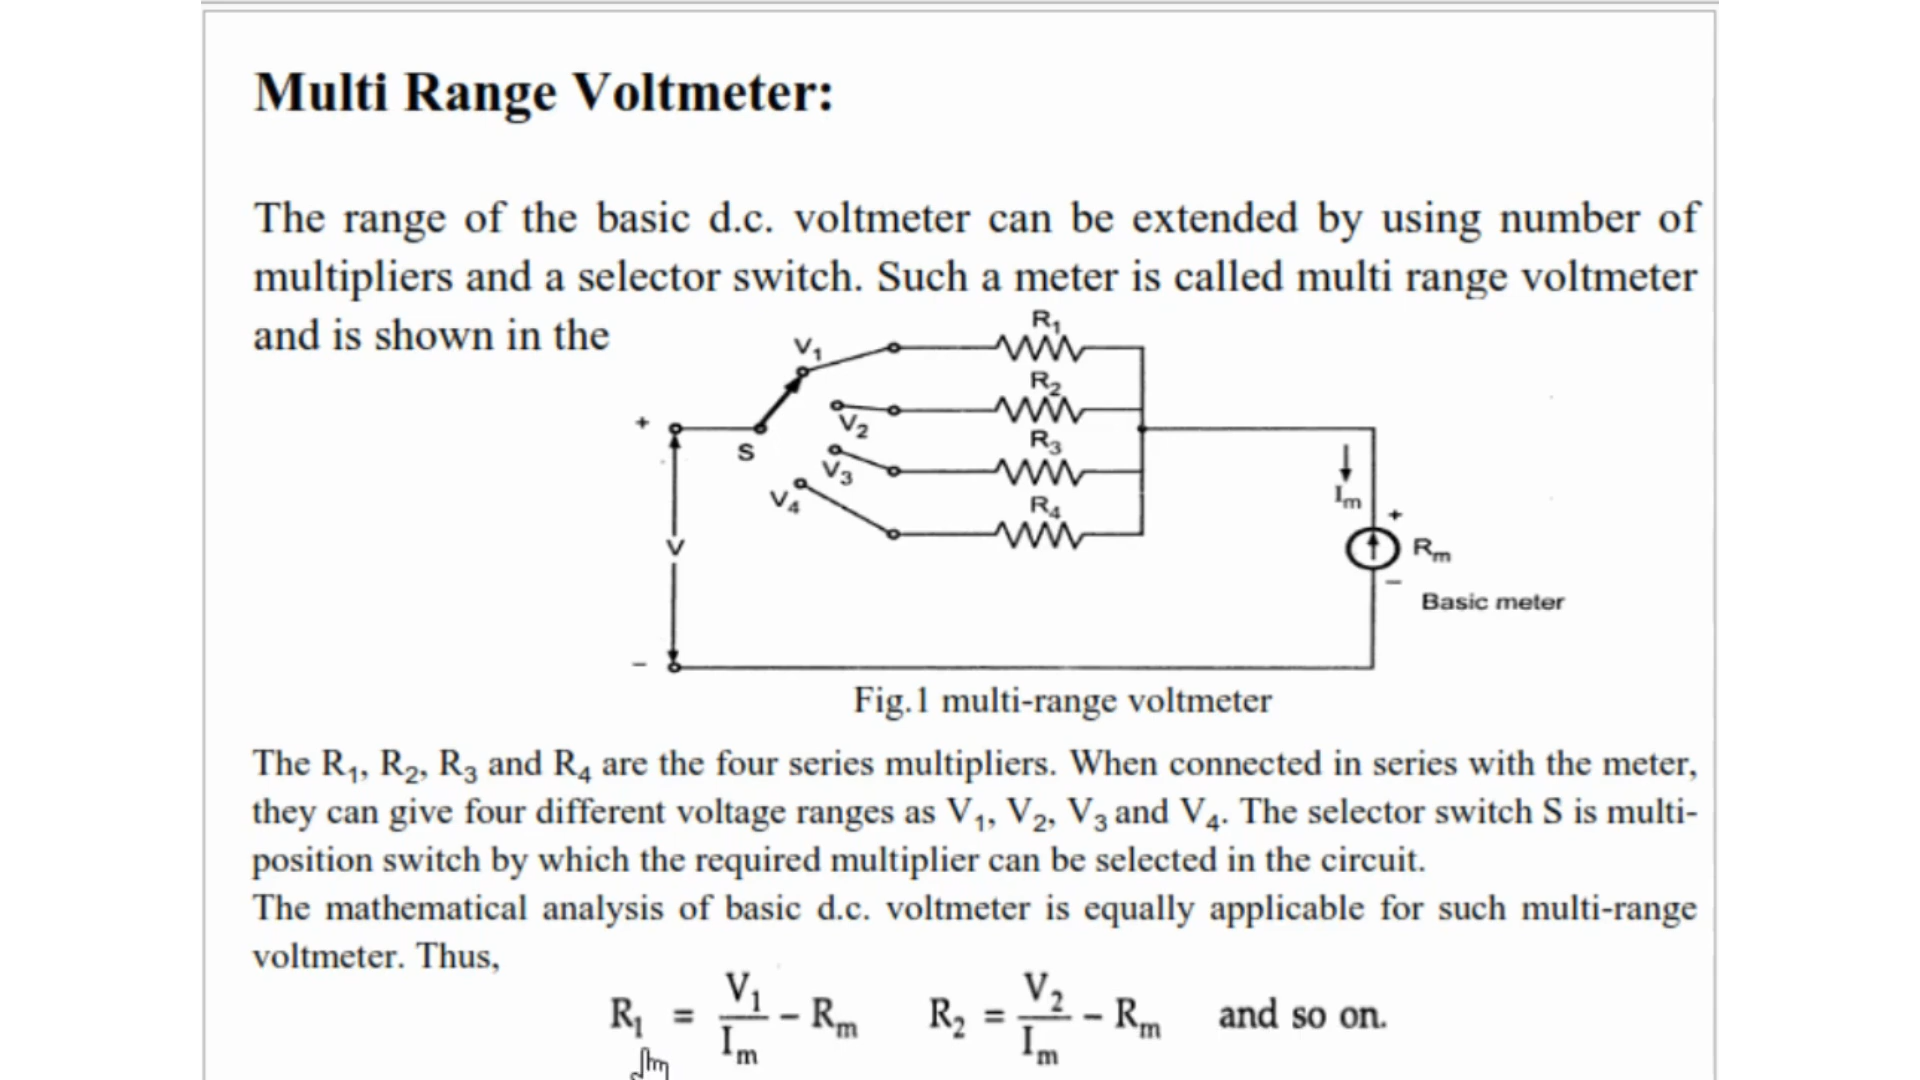 Multi Range Voltmeter:
The range of the basic d.c. voltmeter can be extended by using number of
multipliers and a selector switch. Such a meter is called multi range voltmeter
and is shown in the
R₁
V₁
R₂
+
V₂
S
R₃
V₃
V₄
R₄
Iₘ
+
V
Rₘ
−
Basic meter
−
Fig.1 multi-range voltmeter
The R₁, R₂, R₃ and R₄ are the four series multipliers. When connected in series with the meter,
they can give four different voltage ranges as V₁, V₂, V₃ and V₄. The selector switch S is multi-
position switch by which the required multiplier can be selected in the circuit.
The mathematical analysis of basic d.c. voltmeter is equally applicable for such multi-range
voltmeter. Thus,
R₁ = V₁/Iₘ − Rₘ R₂ = V₂/Iₘ − Rₘ and so on.